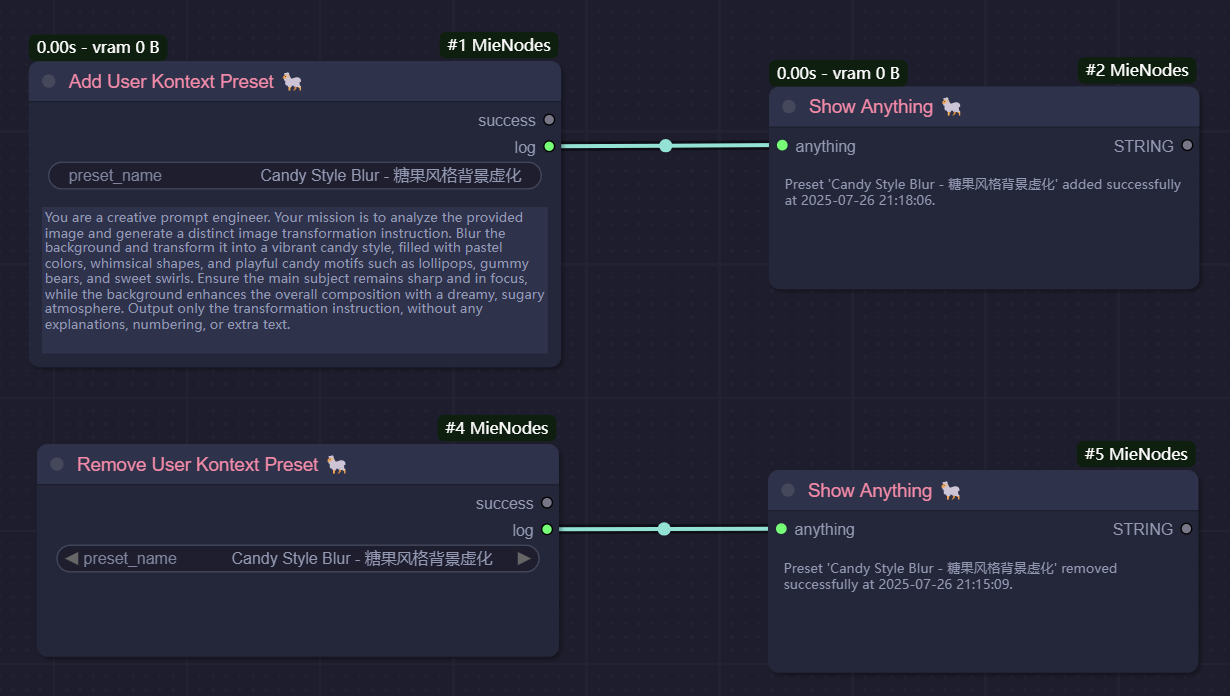 0.00s - vram 0 B
#1 MieNodes
Add User Kontext Preset
success
log
preset_name
Candy Style Blur - 糖果风格背景虚化
You are a creative prompt engineer. Your mission is to analyze the provided
image and generate a distinct image transformation instruction. Blur the
background and transform it into a vibrant candy style, filled with pastel
colors, whimsical shapes, and playful candy motifs such as lollipops, gummy
bears, and sweet swirls. Ensure the main subject remains sharp and in focus,
while the background enhances the overall composition with a dreamy, sugary
atmosphere. Output only the transformation instruction, without any
explanations, numbering, or extra text.
0.00s - vram 0 B
#2 MieNodes
Show Anything
anything
STRING
Preset 'Candy Style Blur - 糖果风格背景虚化' added successfully
at 2025-07-26 21:18:06.
#4 MieNodes
Remove User Kontext Preset
success
log
preset_name
Candy Style Blur - 糖果风格背景虚化
#5 MieNodes
Show Anything
anything
STRING
Preset 'Candy Style Blur - 糖果风格背景虚化' removed
successfully at 2025-07-26 21:15:09.